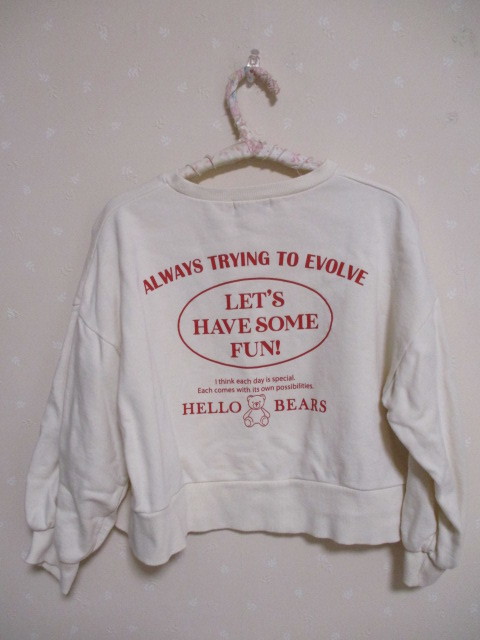 ALWAYS TRYING TO EVOLVE
LET'S
HAVE SOME
FUN!
I think each day is special.
Each comes with its own possibilities.
HELLO BEARS